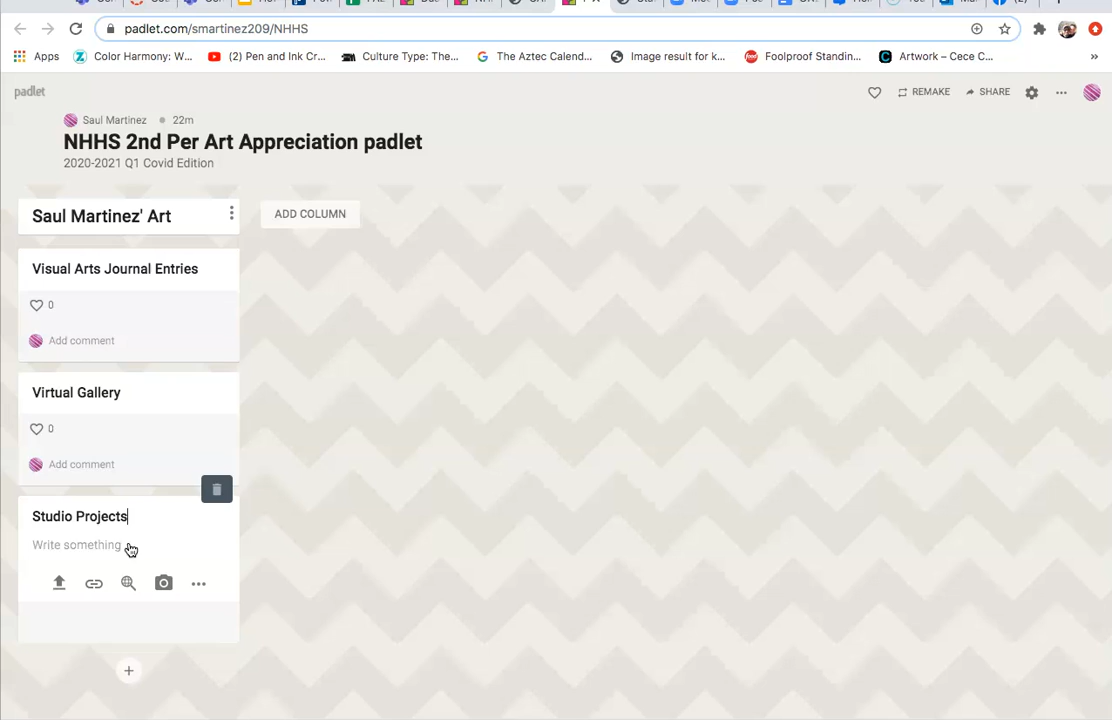 padlet.com/smartinez209/NHHS
Apps
Color Harmony: W...
(2) Pen and Ink Cr...
Culture Type: The...
The Aztec Calend...
Image result for k...
Foolproof Standin...
Artwork – Cece C...
»
padlet
REMAKE
SHARE
Saul Martinez
22m
NHHS 2nd Per Art Appreciation padlet
2020-2021 Q1 Covid Edition
Saul Martinez' Art
ADD COLUMN
Visual Arts Journal Entries
0
Add comment
Virtual Gallery
0
Add comment
Studio Projects
Write something